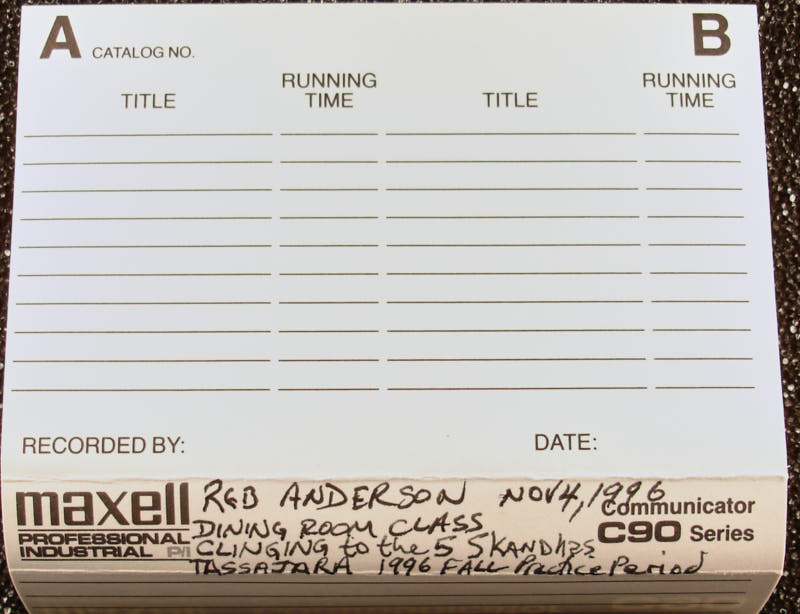 A CATALOG NO. B
TITLE RUNNING TIME TITLE RUNNING TIME
RECORDED BY: DATE:
maxell REB ANDERSON NOV 4, 1996 Communicator
PROFESSIONAL DINING ROOM CLASS C90 Series
INDUSTRIAL P/I CLINGING to the 5 SKANDHAS
TASSAJARA 1996 FALL Practice Period